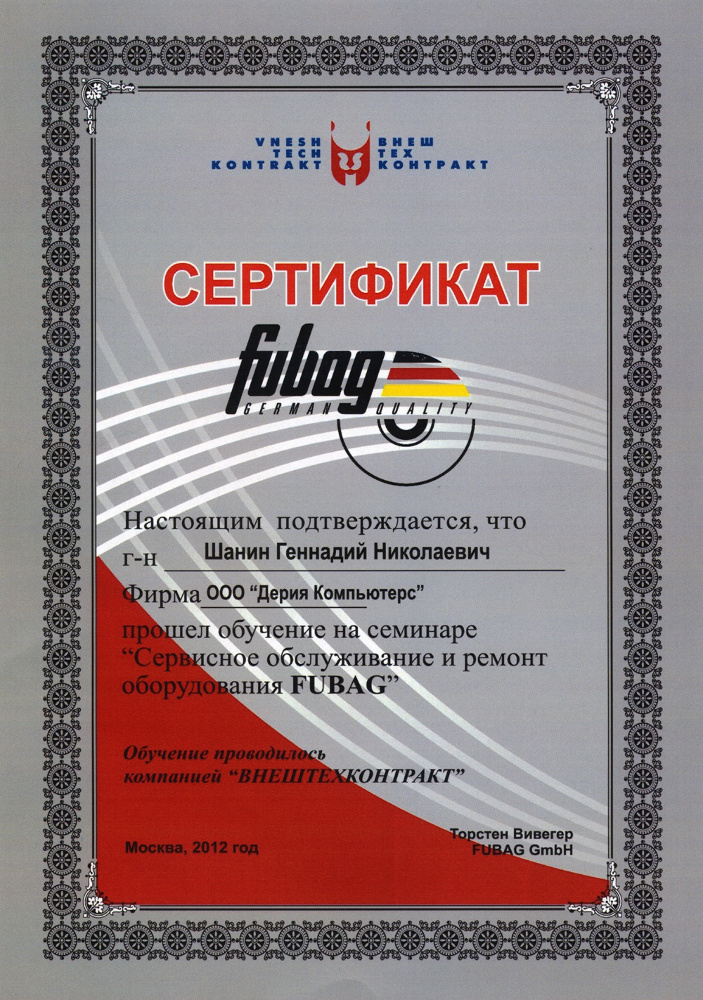 VNESH
TECH
KONTRAKT
ВНЕШ
ТЕХ
КОНТРАКТ
СЕРТИФИКАТ
fubag
GERMAN QUALITY
Настоящим подтверждается, что
г-н Шанин Геннадий Николаевич
Фирма ООО “Дерия Компьютерс”
прошел обучение на семинаре
“Сервисное обслуживание и ремонт
оборудования FUBAG”
Обучение проводилось
компанией “ВНЕШТЕХКОНТРАКТ”
Москва, 2012 год
Торстен Вивегер
FUBAG GmbH